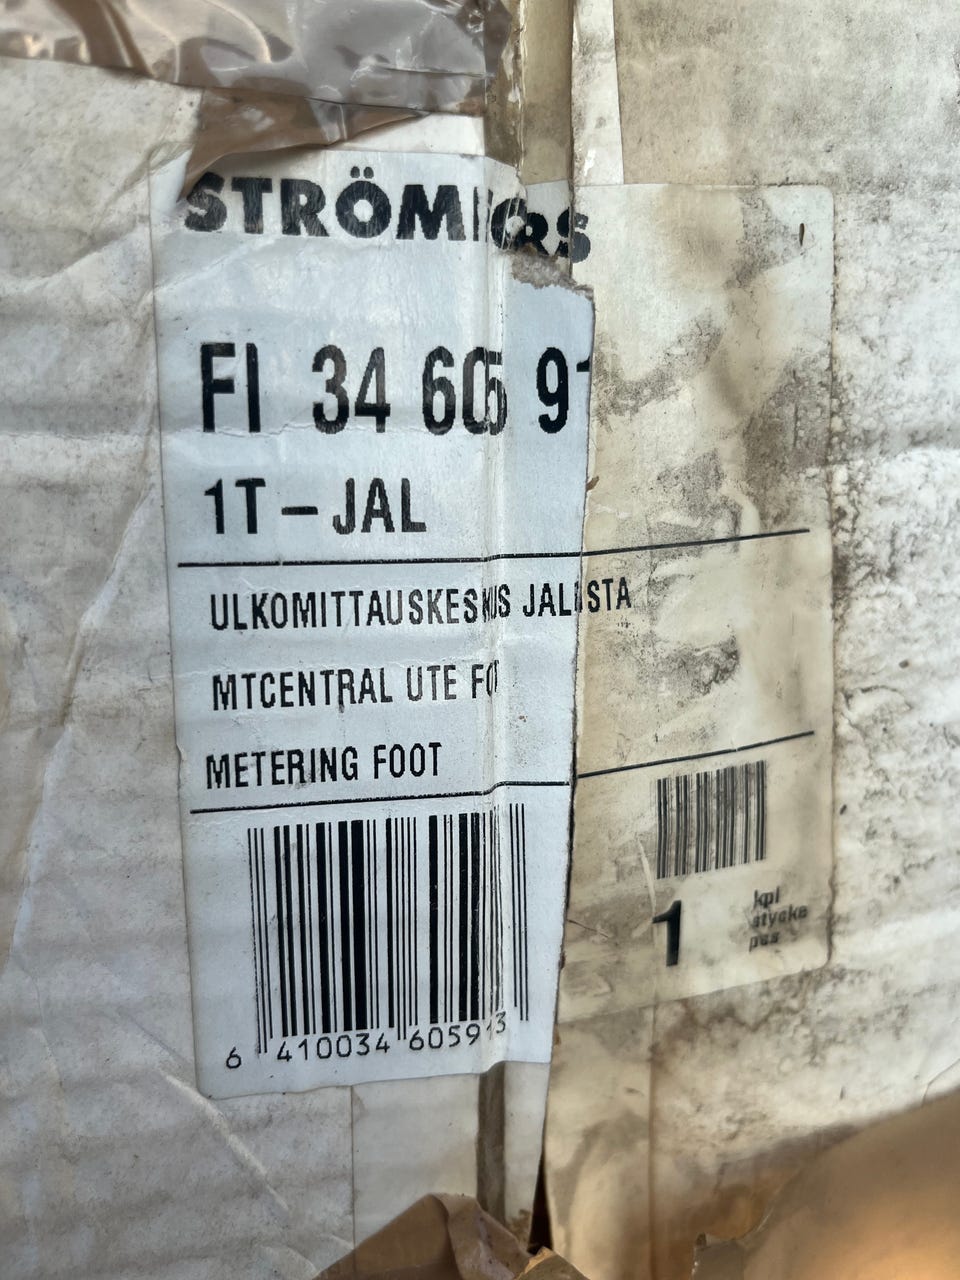 STRÖMFORS
FI 34 605 91
1T – JAL
ULKOMITTAUSKESKUS JALUSTA
MTCENTRAL UTE FOT
METERING FOOT
6 410034 605913
1
kpl
stycke
pcs